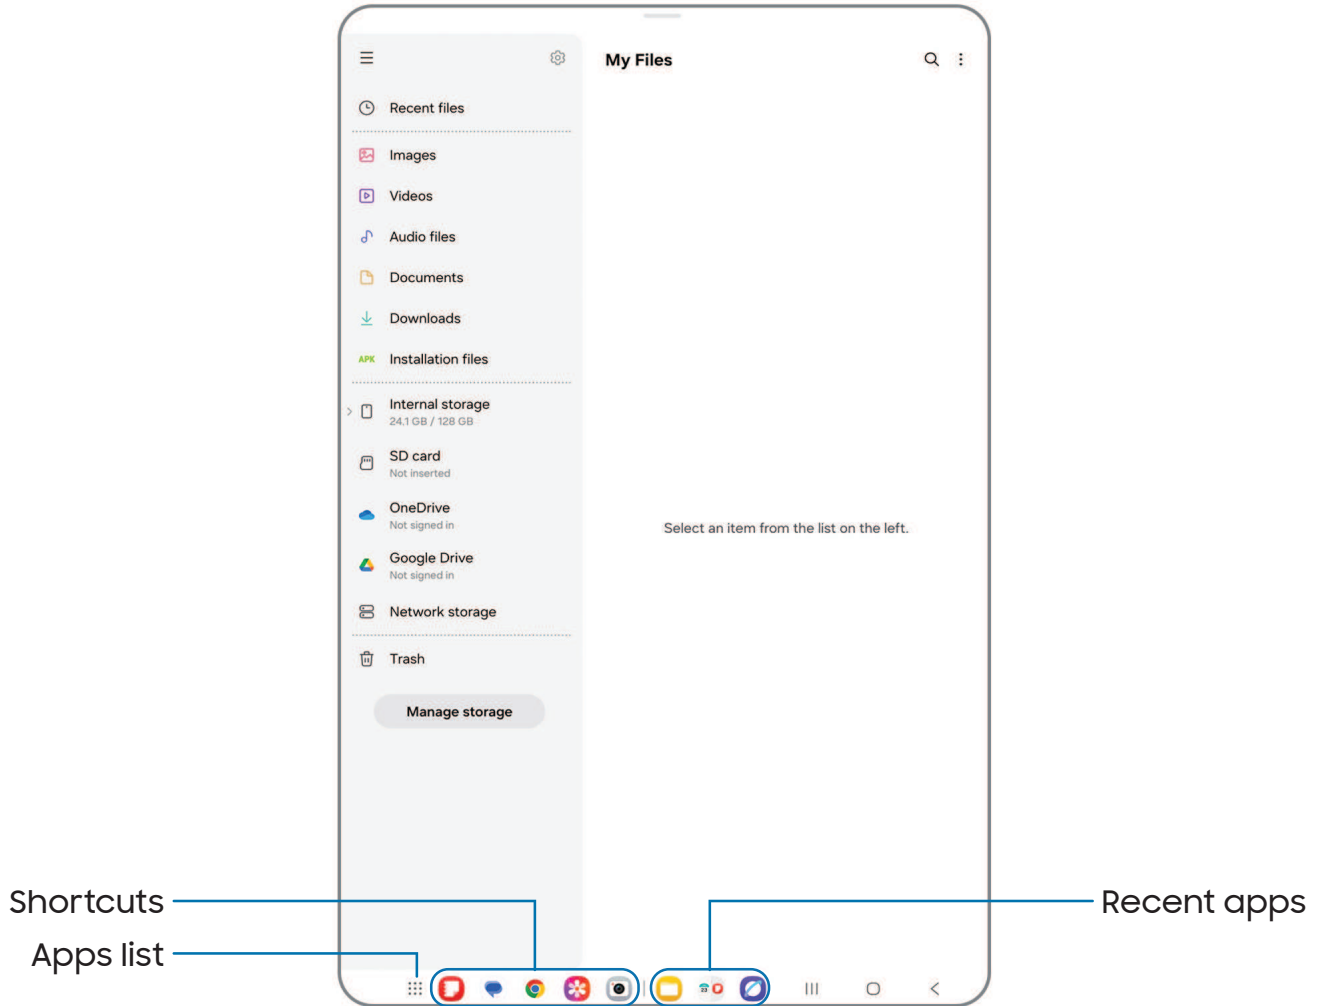 My Files
Recent files
Images
Videos
Audio files
Documents
Downloads
APK Installation files
Internal storage
24.1 GB / 128 GB
SD card
Not inserted
OneDrive
Not signed in
Google Drive
Not signed in
Network storage
Trash
Manage storage
Select an item from the list on the left.
Shortcuts
Apps list
Recent apps